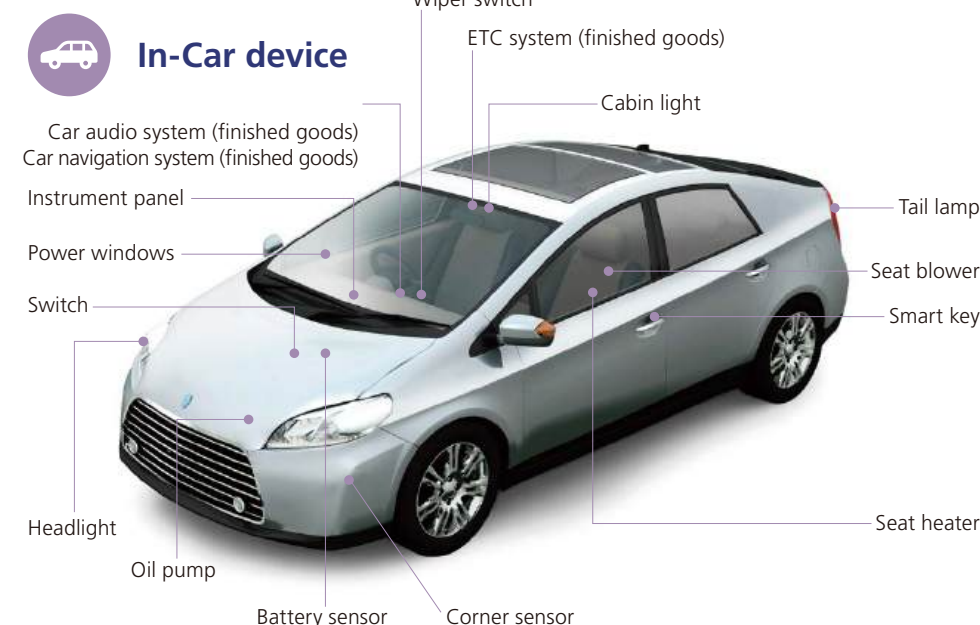 Wiper switch
In-Car device
ETC system (finished goods)
Cabin light
Car audio system (finished goods)
Car navigation system (finished goods)
Instrument panel
Power windows
Switch
Tail lamp
Seat blower
Smart key
Headlight
Seat heater
Oil pump
Battery sensor
Corner sensor